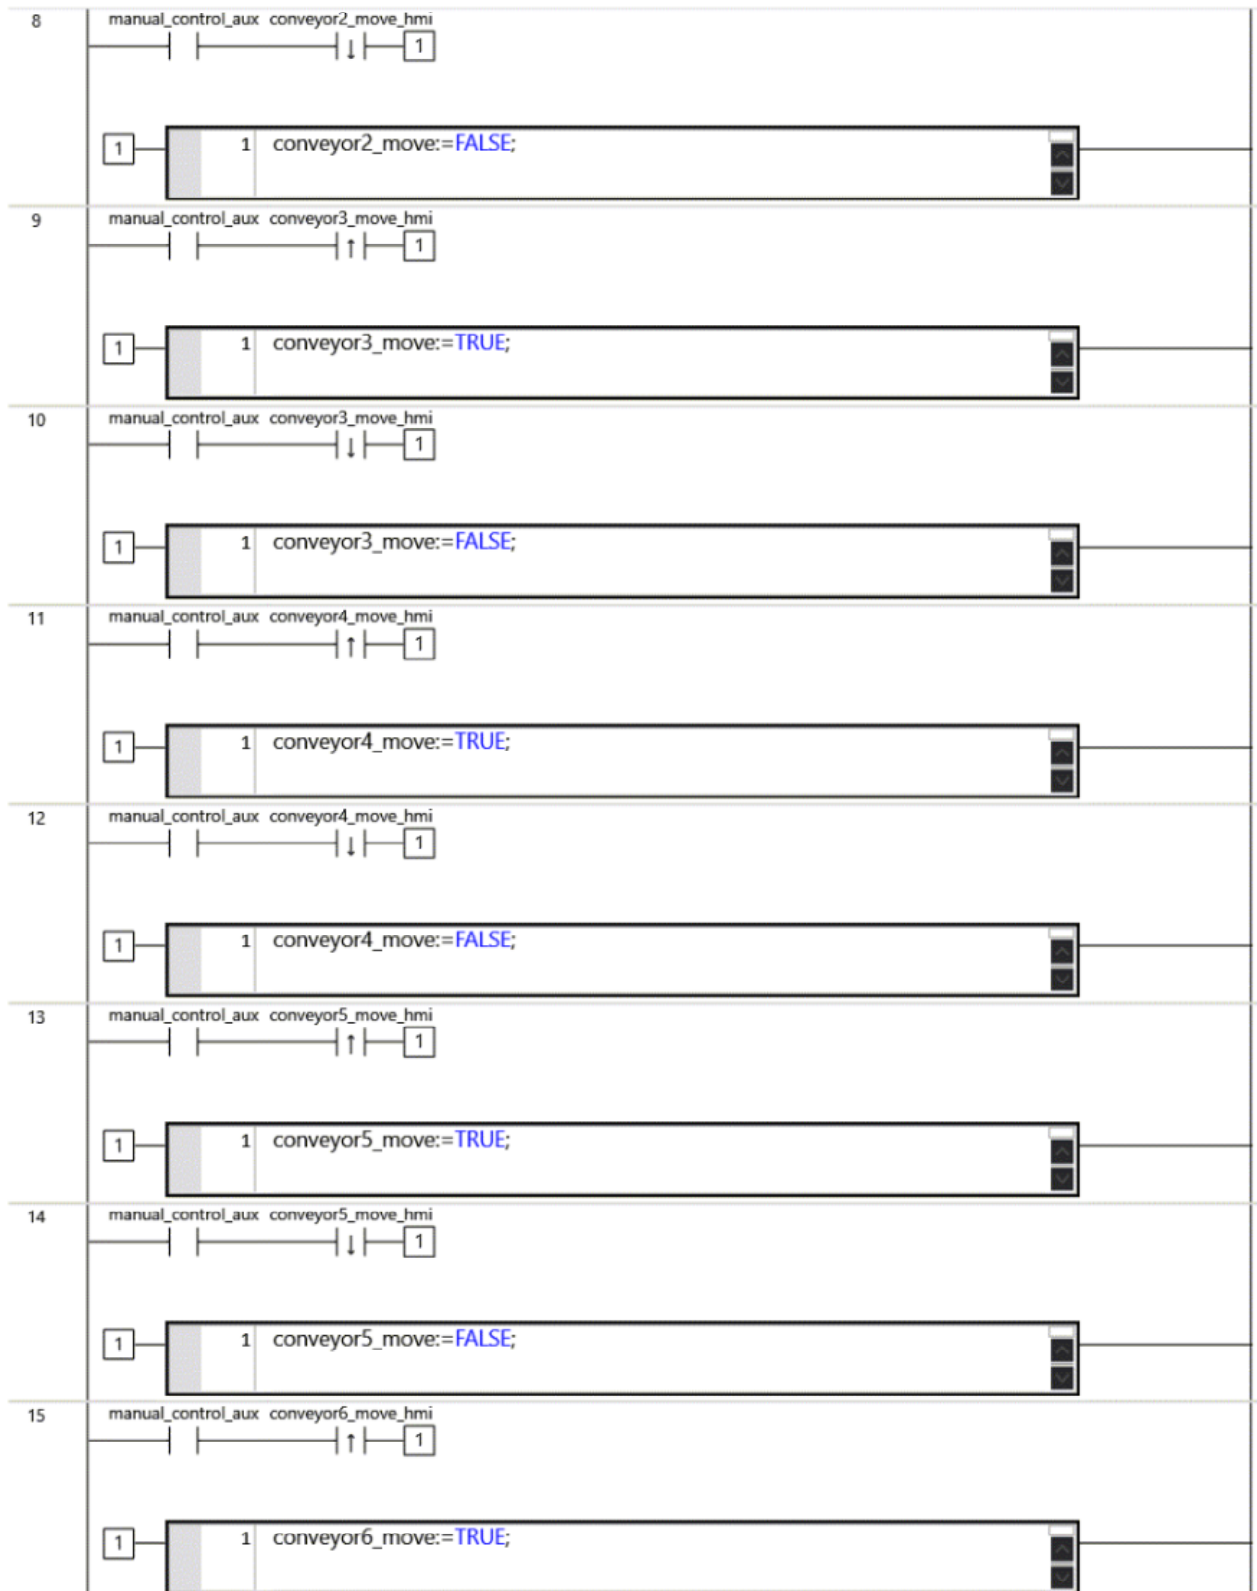 8
manual_control_aux conveyor2_move_hmi
1
1 1 conveyor2_move:=FALSE;
9
manual_control_aux conveyor3_move_hmi
1
1 1 conveyor3_move:=TRUE;
10
manual_control_aux conveyor3_move_hmi
1
1 1 conveyor3_move:=FALSE;
11
manual_control_aux conveyor4_move_hmi
1
1 1 conveyor4_move:=TRUE;
12
manual_control_aux conveyor4_move_hmi
1
1 1 conveyor4_move:=FALSE;
13
manual_control_aux conveyor5_move_hmi
1
1 1 conveyor5_move:=TRUE;
14
manual_control_aux conveyor5_move_hmi
1
1 1 conveyor5_move:=FALSE;
15
manual_control_aux conveyor6_move_hmi
1
1 1 conveyor6_move:=TRUE;